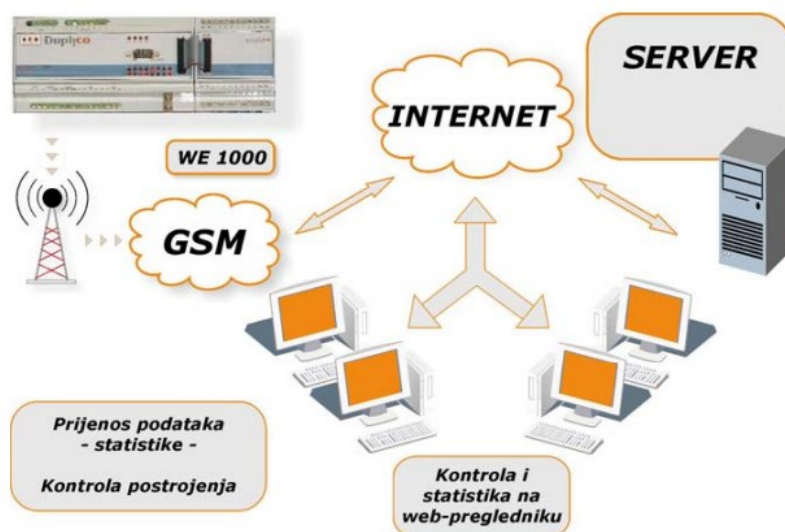 Duplico
SERVER
INTERNET
WE 1000
GSM
Prijenos podataka
- statistike -
Kontrola postrojenja
Kontrola i
statistika na
web-pregledniku